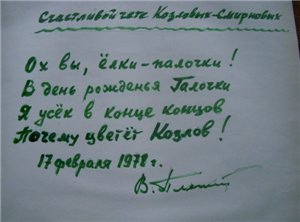 Счастливой чете Козловых-Смирновых
Ох вы, ёлки-палочки!
В день рожденья Галочки
Я усёк в конце концов
Почему цветёт Козлов!
17 февраля 1978 г.